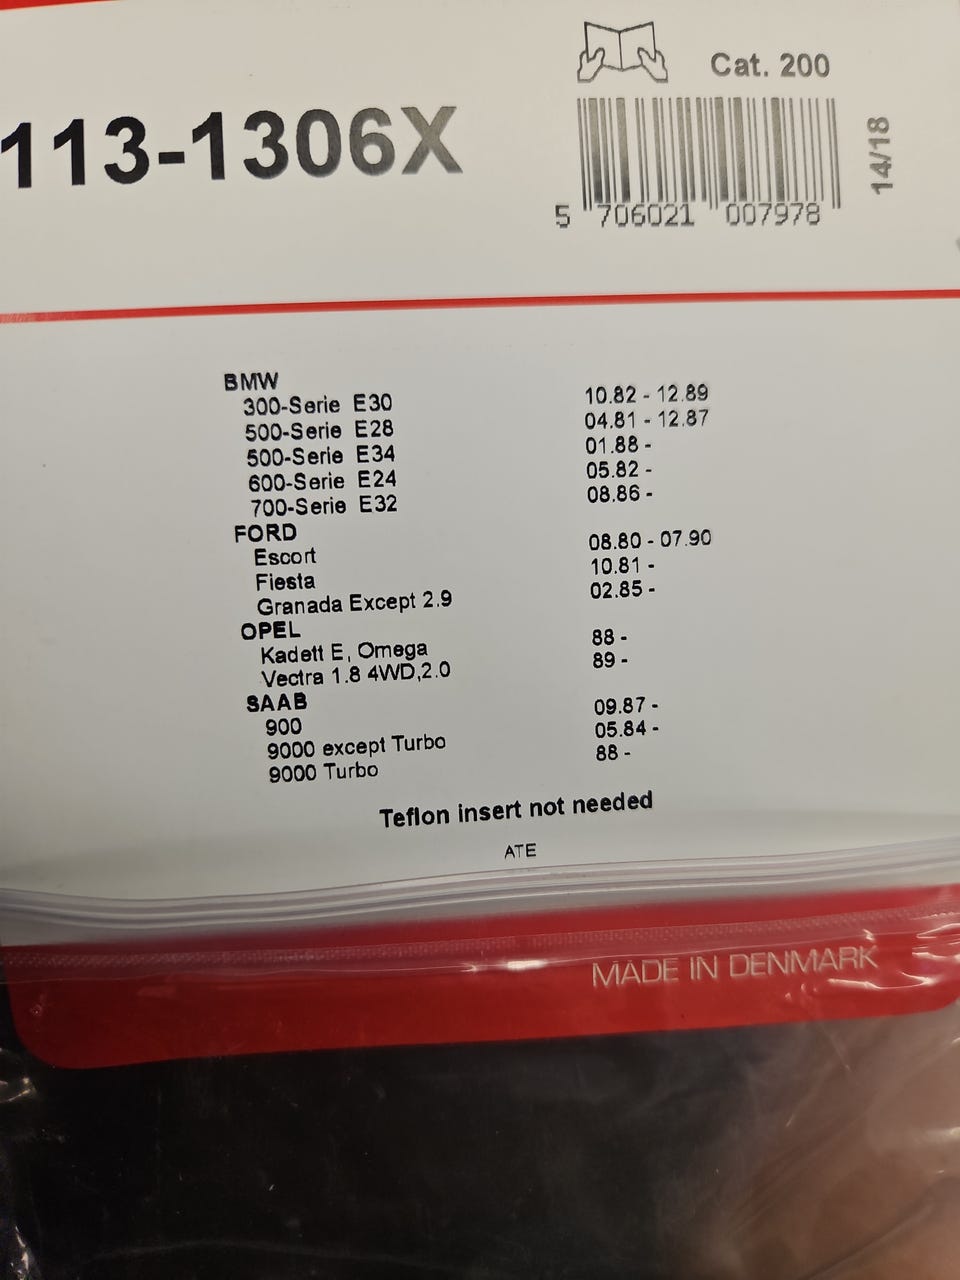 Cat. 200
113-1306X
14/18
5 706021 007978
BMW
300-Serie E30 10.82 - 12.89
500-Serie E28 04.81 - 12.87
500-Serie E34 01.88 -
600-Serie E24 05.82 -
700-Serie E32 08.86 -
FORD
Escort 08.80 - 07.90
Fiesta 10.81 -
Granada Except 2.9 02.85 -
OPEL
Kadett E, Omega 88 -
Vectra 1.8 4WD,2.0 89 -
SAAB
900 09.87 -
9000 except Turbo 05.84 -
9000 Turbo 88 -
Teflon insert not needed
ATE
MADE IN DENMARK